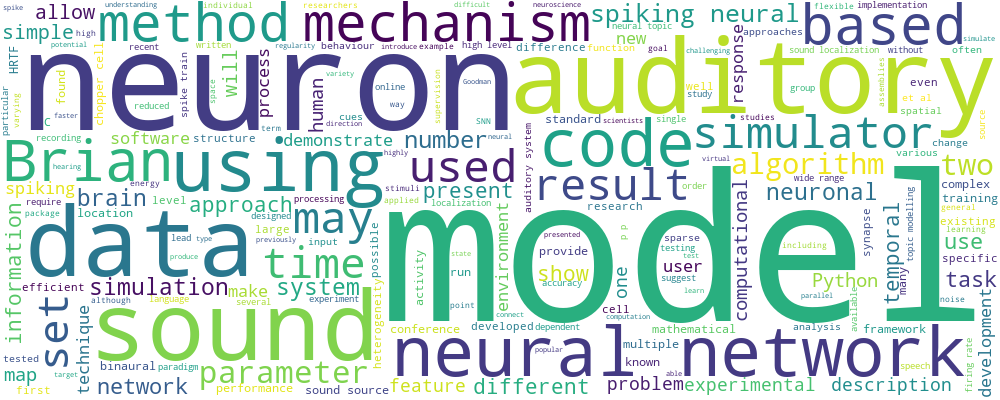 spike
understanding
individual
researchers
difficult
neuroscience
flexible
implementation
allow
method
mechanism
spiking neural
based
simple
high
neural topic
modelling
approaches
potential
recent
written
regularity
introduce
example
behaviour
high level
difference
function
goal
new
challenging
simulate
HRTF
neuron
auditory
particular
varying
found
chopper cell
reduced
spike train
space
variety
will
process
human
cues
online
way
direction
supervision
Goodman
SNN
sound localization
without
often
response
well
study
group
assemblies
even
et al
spatial
source
C
faster
term
recording
software
structure
demonstrate
number
neural
standard
scientists
single
studies
code
simulator
various
change
Brian
using
used
hearing
highly
auditory system
virtual
algorithm
two
wide range
spiking
energy
processing
stimuli
applied
result
order
neuronal
complex
training
require
package
brain
level
approach
designed
previously
may
present
localization
research
computational
information
location
large
lead
type
input
possible
environment
presented
provide
sparse
testing
test
user
synapse
temporal
many
topic modelling
including
existing
general
learning
use
specific
data
time
model
produce
activity
state
run
show
accuracy
p d
one
suggest
learn
Python
task
efficient
simulation
make
system
although
language
several
experiment
point
connect
computation
cell
parallel
available
noise
set
sound
heterogeneity
conference
developed
dependent
mathematical
analysis
framework
development
tested
technique
binaural
paradigm
parameter
neural network
multiple
known
popular
able
speech
firing rate
map
target
first
network
performance
sound source
feature
different
problem
experimental
description